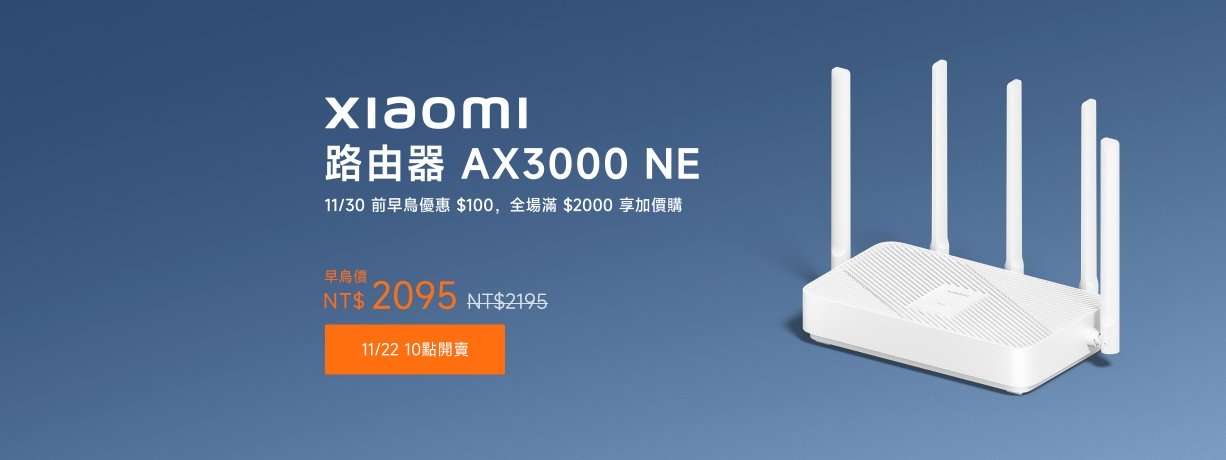 xiaomi
路由器 AX3000 NE
11/30 前早鳥優惠 $100，全場滿 $2000 享加價購
早鳥價
NT$ 2095 NT$2195
11/22 10點開賣